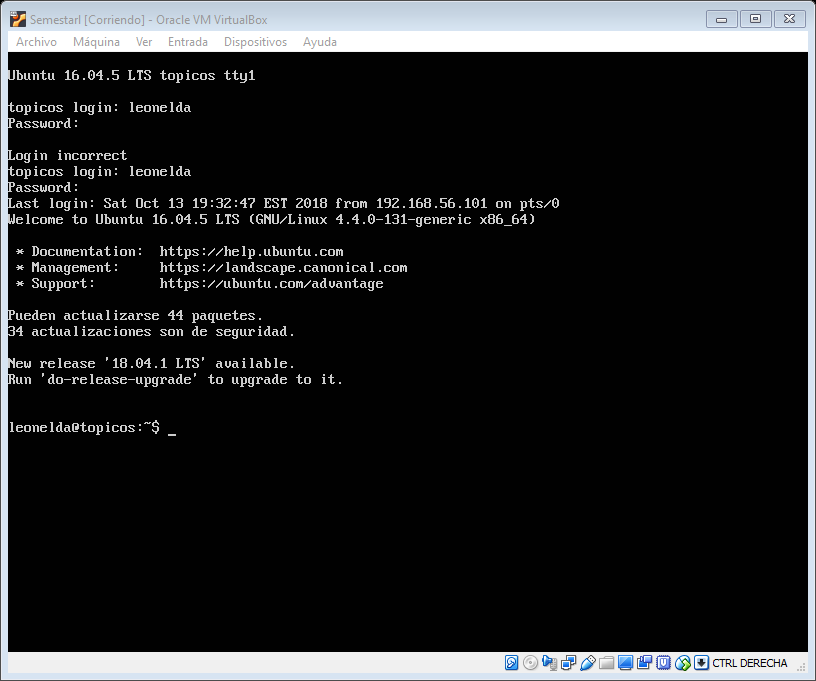 Semestarl [Corriendo] - Oracle VM VirtualBox
Archivo Máquina Ver Entrada Dispositivos Ayuda
Ubuntu 16.04.5 LTS topicos tty1
topicos login: leonelda
Password:
Login incorrect
topicos login: leonelda
Password:
Last login: Sat Oct 13 19:32:47 EST 2018 from 192.168.56.101 on pts/0
Welcome to Ubuntu 16.04.5 LTS (GNU/Linux 4.4.0-131-generic x86_64)
* Documentation: https://help.ubuntu.com
* Management: https://landscape.canonical.com
* Support: https://ubuntu.com/advantage
Pueden actualizarse 44 paquetes.
34 actualizaciones son de seguridad.
New release '18.04.1 LTS' available.
Run 'do-release-upgrade' to upgrade to it.
leonelda@topicos:~$ _
CTRL DERECHA